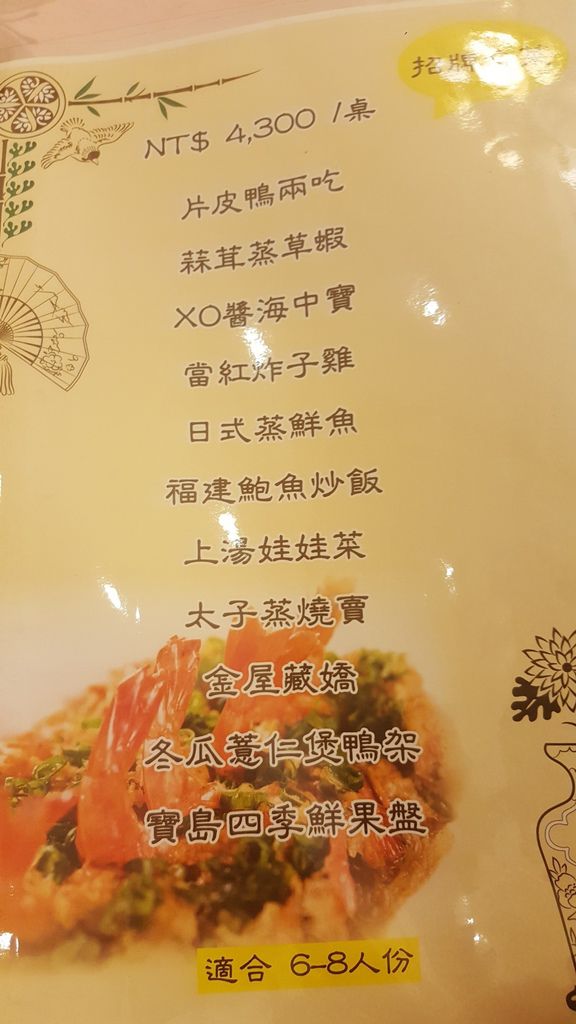 招牌
NT$ 4,300 /桌
片皮鴨兩吃
蒜茸蒸草蝦
XO醬海中寶
當紅炸子雞
日式蒸鮮魚
福建鮑魚炒飯
上湯娃娃菜
太子蒸燒賣
金屋藏嬌
冬瓜薏仁煲鴨架
寶島四季鮮果盤
適合 6-8人份